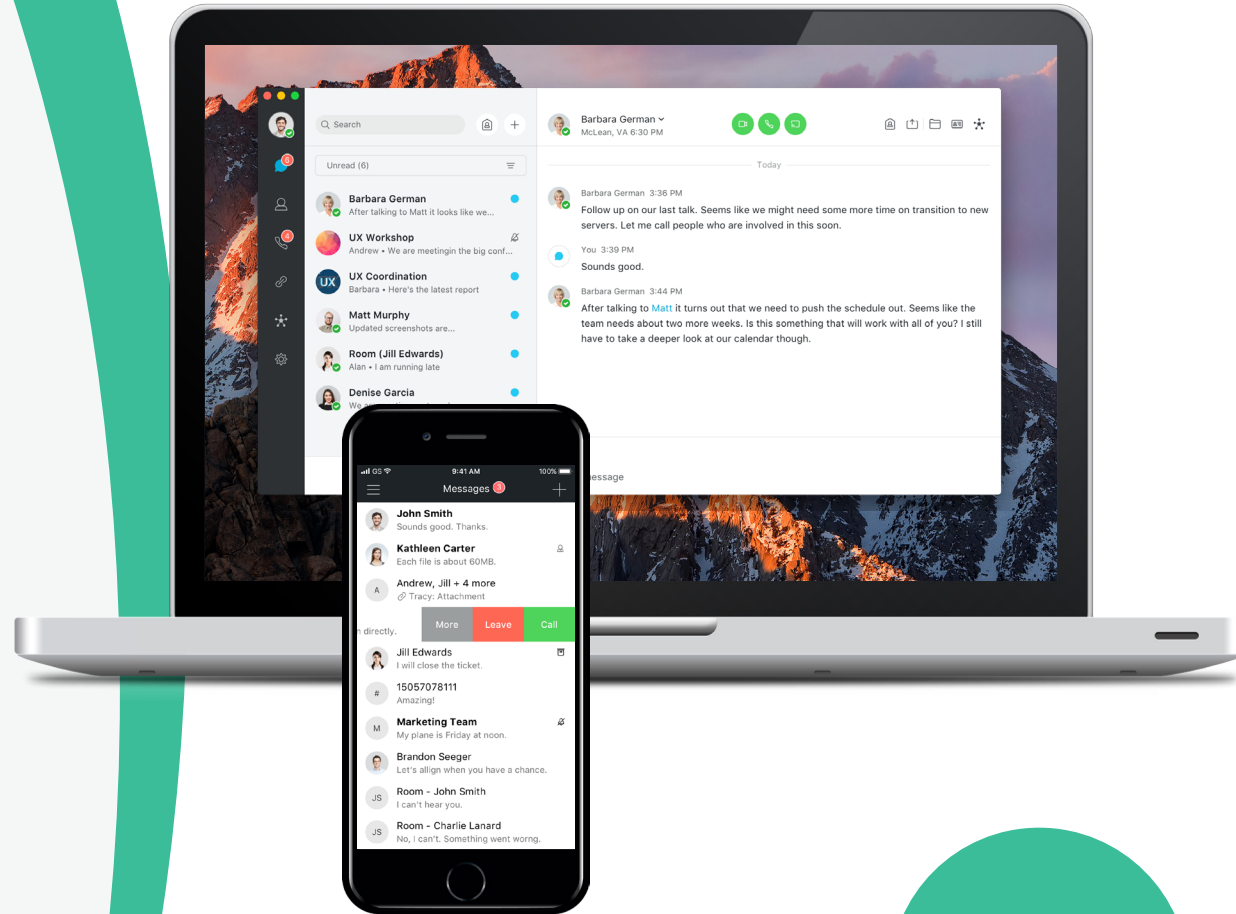 Search
Unread (6)
6
4
Barbara German
After talking to Matt it looks like we...
UX Workshop
Andrew • We are meetingin the big conf...
UX
UX Coordination
Barbara • Here's the latest report
Matt Murphy
Updated screenshots are...
Room (Jill Edwards)
Alan • I am running late
Denise Garcia
Barbara German
McLean, VA 6:30 PM
Today
Barbara German 3:36 PM
Follow up on our last talk. Seems like we might need some more time on transition to new
servers. Let me call people who are involved in this soon.
You 3:39 PM
Sounds good.
Barbara German 3:44 PM
After talking to Matt it turns out that we need to push the schedule out. Seems like the
team needs about two more weeks. Is this something that will work with all of you? I still
have to take a deeper look at our calendar though.
GS 9:41 AM 100%
Messages 3
John Smith
Sounds good. Thanks.
Kathleen Carter
Each file is about 60MB.
A
Andrew, Jill + 4 more
Tracy: Attachment
directly.
More Leave Call
Jill Edwards
I will close the ticket.
#
15057078111
Amazing!
M
Marketing Team
My plane is Friday at noon.
Brandon Seeger
Let's allign when you have a chance.
JS
Room - John Smith
I can't hear you.
JS
Room - Charlie Lanard
No, I can't. Something went worng.